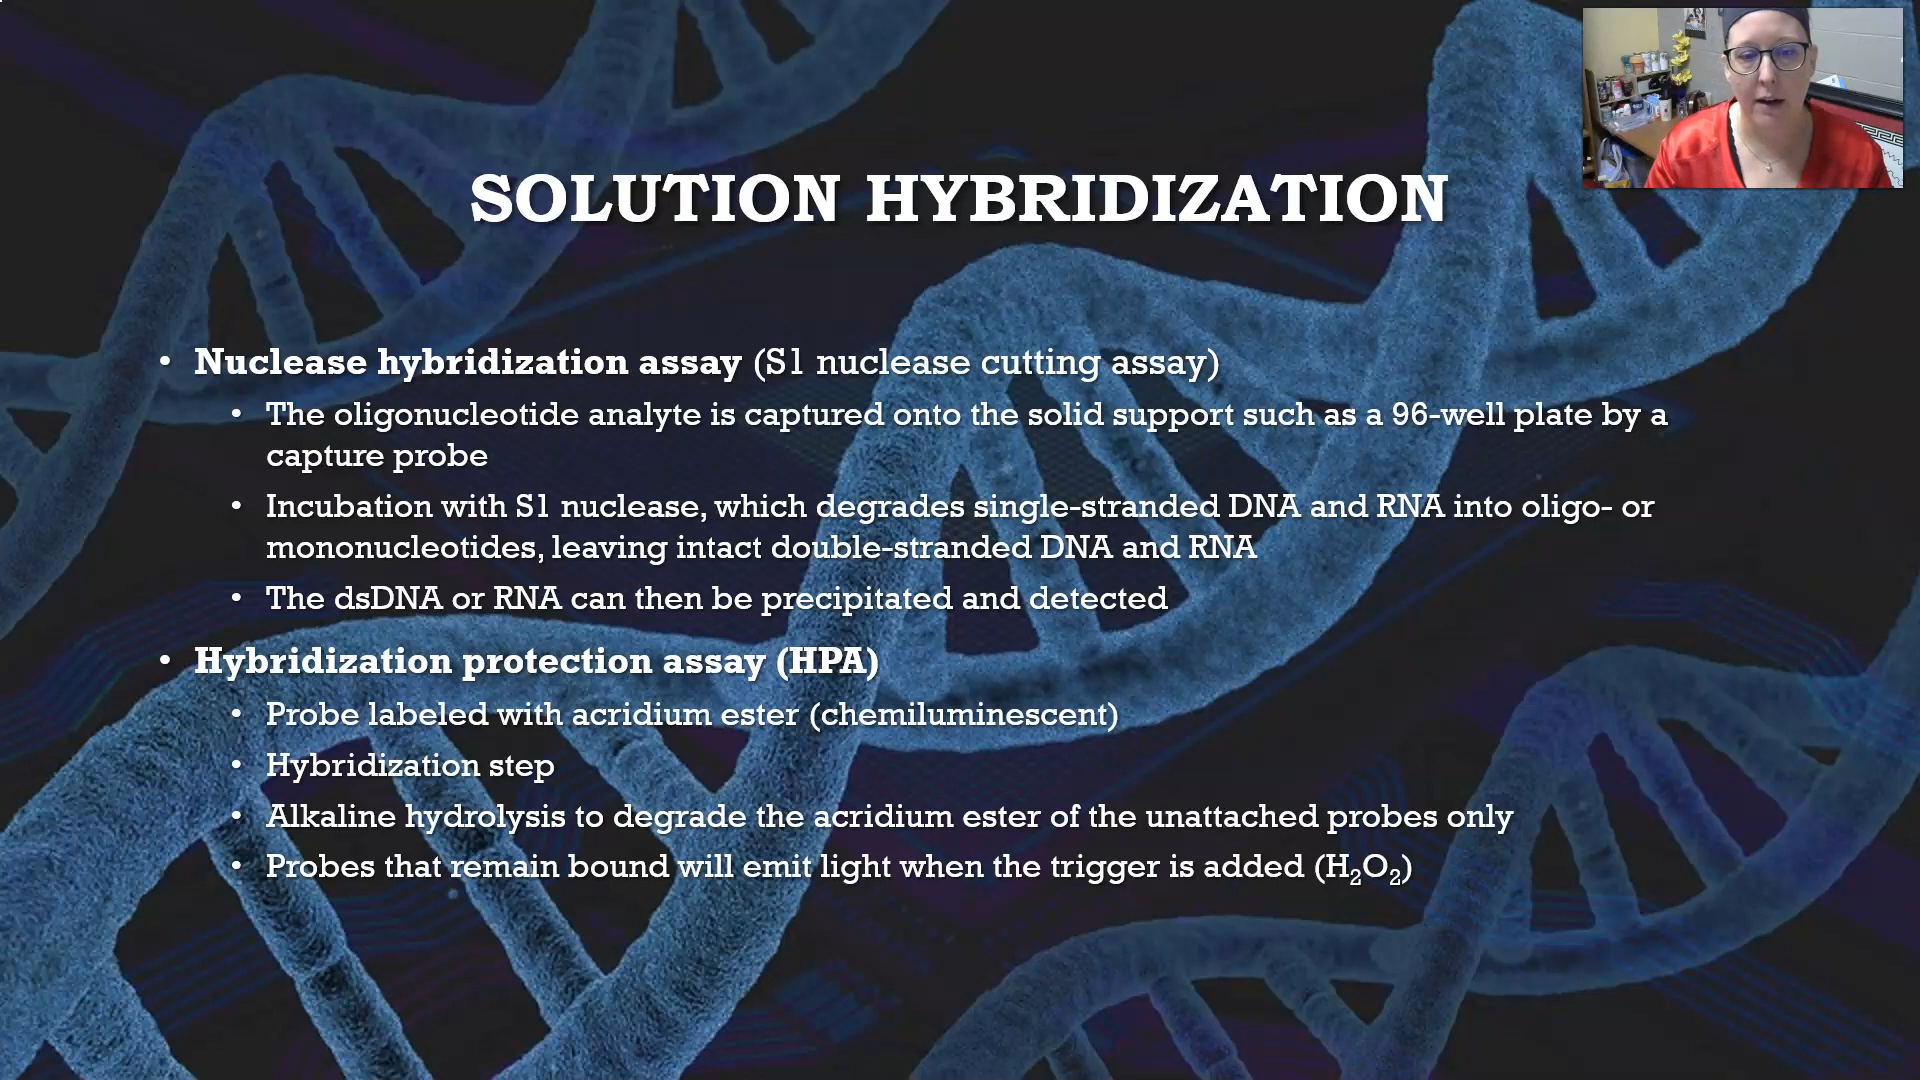 SOLUTION HYBRIDIZATION
• Nuclease hybridization assay (S1 nuclease cutting assay)
• The oligonucleotide analyte is captured onto the solid support such as a 96-well plate by a
capture probe
• Incubation with S1 nuclease, which degrades single-stranded DNA and RNA into oligo- or
mononucleotides, leaving intact double-stranded DNA and RNA
• The dsDNA or RNA can then be precipitated and detected
• Hybridization protection assay (HPA)
• Probe labeled with acridium ester (chemiluminescent)
• Hybridization step
• Alkaline hydrolysis to degrade the acridium ester of the unattached probes only
• Probes that remain bound will emit light when the trigger is added (H₂O₂)